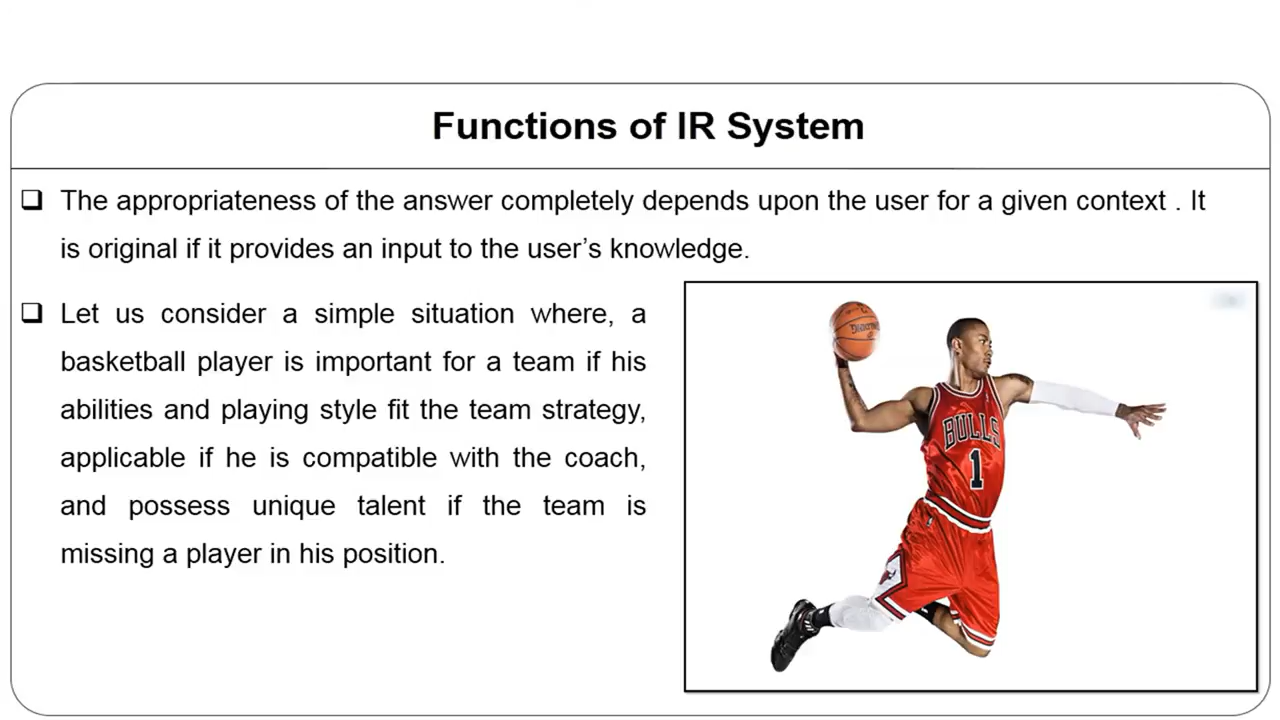 Functions of IR System
❑ The appropriateness of the answer completely depends upon the user for a given context . It
is original if it provides an input to the user’s knowledge.
❑ Let us consider a simple situation where, a
basketball player is important for a team if his
abilities and playing style fit the team strategy,
applicable if he is compatible with the coach,
and possess unique talent if the team is
missing a player in his position.
BULLS
1